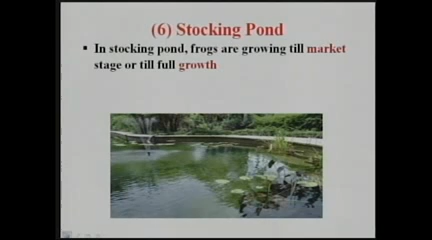 (6) Stocking Pond
▪ In stocking pond, frogs are growing till market
stage or till full growth